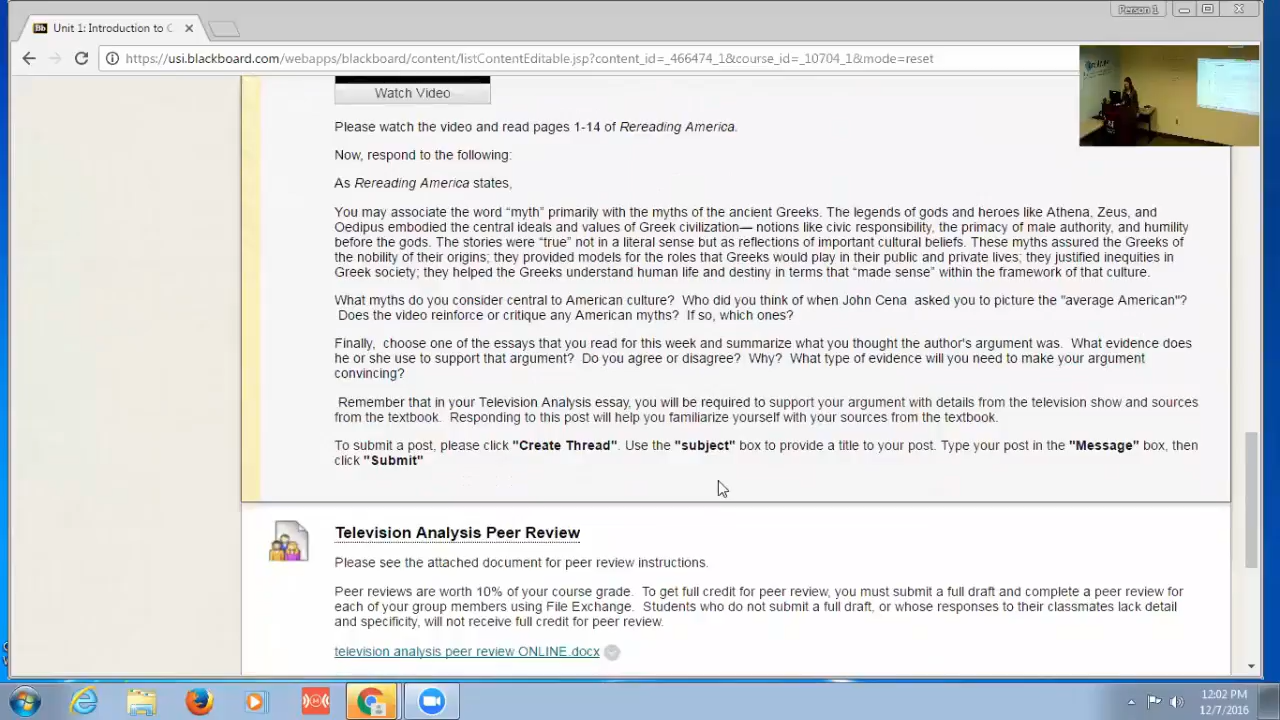 Person 1
Bb Unit 1: Introduction to C
https://usi.blackboard.com/webapps/blackboard/content/listContentEditable.jsp?content_id=_466474_1&course_id=_10704_1&mode=reset
Watch Video
Please watch the video and read pages 1-14 of Rereading America.
Now, respond to the following:
As Rereading America states,
You may associate the word “myth” primarily with the myths of the ancient Greeks. The legends of gods and heroes like Athena, Zeus, and
Oedipus embodied the central ideals and values of Greek civilization— notions like civic responsibility, the primacy of male authority, and humility
before the gods. The stories were “true” not in a literal sense but as reflections of important cultural beliefs. These myths assured the Greeks of
the nobility of their origins; they provided models for the roles that Greeks would play in their public and private lives; they justified inequities in
Greek society; they helped the Greeks understand human life and destiny in terms that “made sense” within the framework of that culture.
What myths do you consider central to American culture? Who did you think of when John Cena asked you to picture the "average American"?
Does the video reinforce or critique any American myths? If so, which ones?
Finally, choose one of the essays that you read for this week and summarize what you thought the author's argument was. What evidence does
he or she use to support that argument? Do you agree or disagree? Why? What type of evidence will you need to make your argument
convincing?
Remember that in your Television Analysis essay, you will be required to support your argument with details from the television show and sources
from the textbook. Responding to this post will help you familiarize yourself with your sources from the textbook.
To submit a post, please click "Create Thread". Use the "subject" box to provide a title to your post. Type your post in the "Message" box, then
click "Submit"
Television Analysis Peer Review
Please see the attached document for peer review instructions.
Peer reviews are worth 10% of your course grade. To get full credit for peer review, you must submit a full draft and complete a peer review for
each of your group members using File Exchange. Students who do not submit a full draft, or whose responses to their classmates lack detail
and specificity, will not receive full credit for peer review.
television analysis peer review ONLINE.docx
12:02 PM
12/7/2016